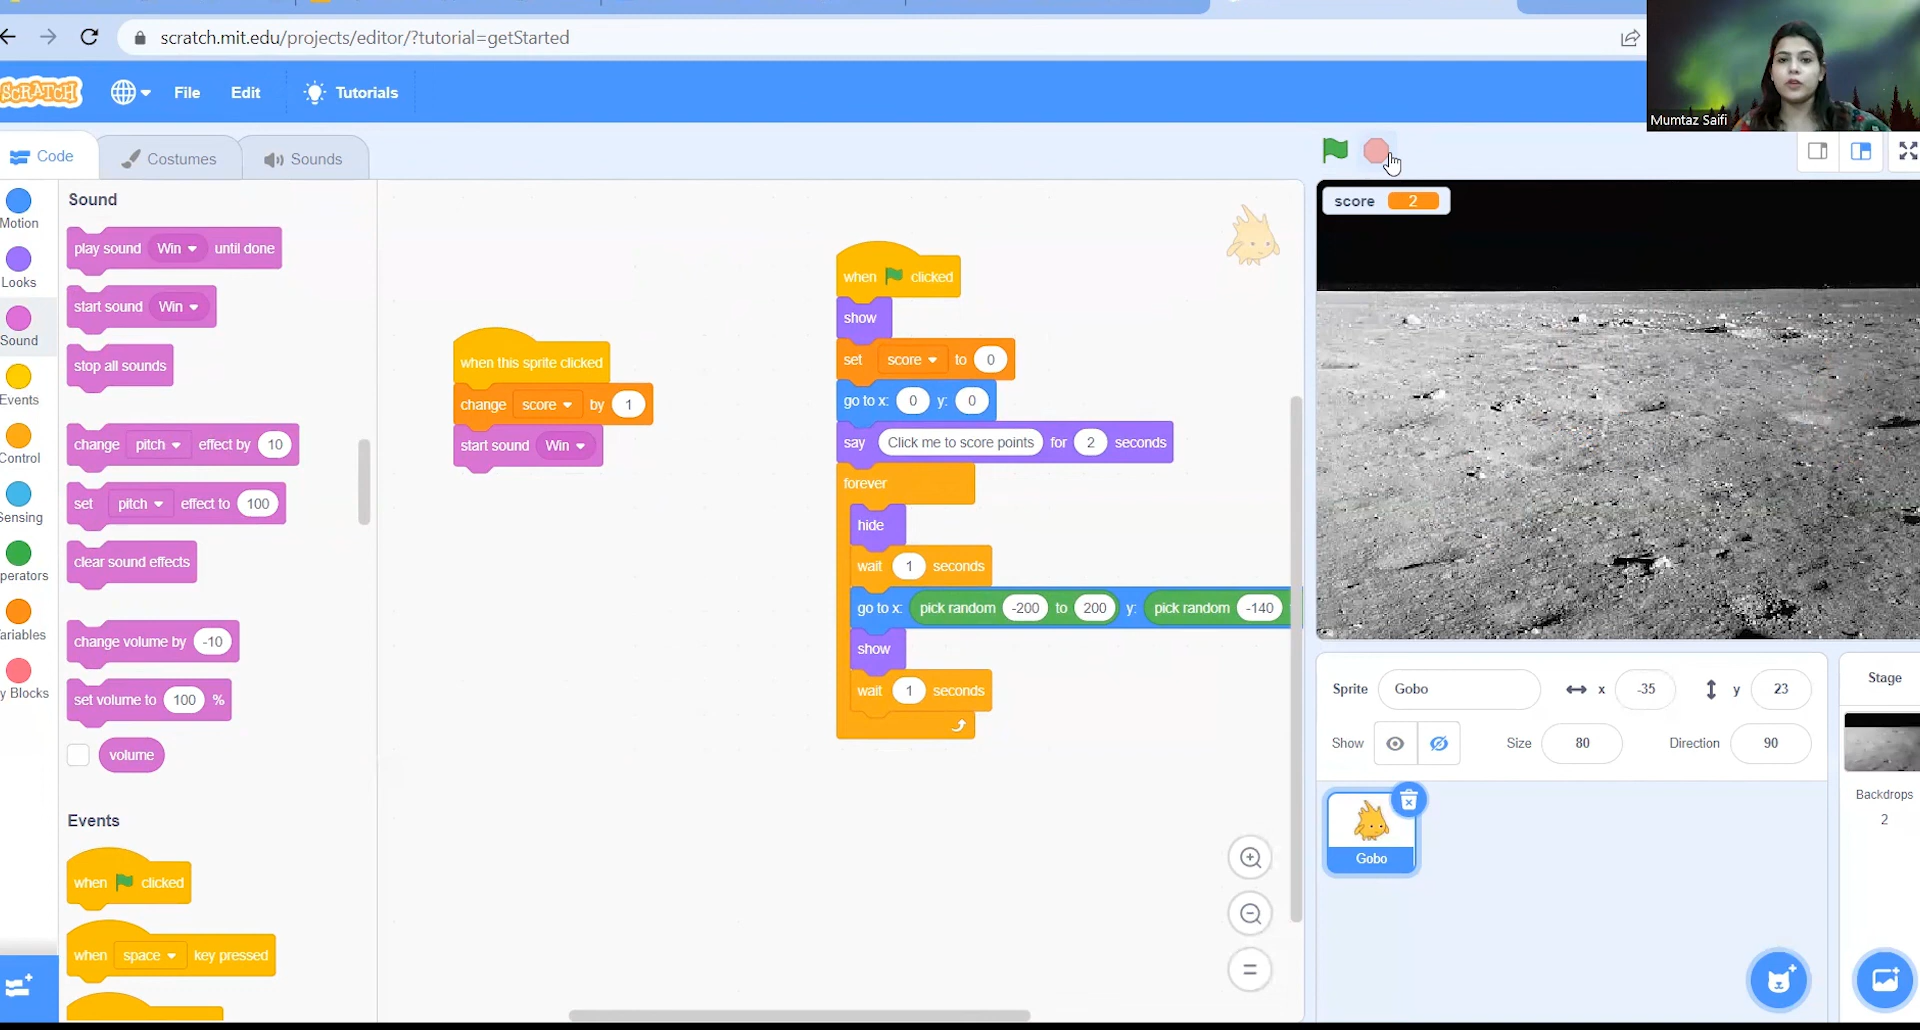 scratch.mit.edu/projects/editor/?tutorial=getStarted
SCRATCH
File
Edit
Tutorials
Mumtaz Saifi
Code
Costumes
Sounds
Motion
Looks
Sound
Events
Control
Sensing
perators
ariables
y Blocks
Sound
play sound Win until done
start sound Win
stop all sounds
change pitch effect by 10
set pitch effect to 100
clear sound effects
change volume by -10
set volume to 100 %
volume
Events
when clicked
when space key pressed
when this sprite clicked
change score by 1
start sound Win
when clicked
show
set score to 0
go to x: 0 y: 0
say Click me to score points for 2 seconds
forever
hide
wait 1 seconds
go to x: pick random -200 to 200 y: pick random -140
show
wait 1 seconds
score 2
Sprite Gobo x -35 y 23
Show Size 80 Direction 90
Gobo
Stage
Backdrops
2